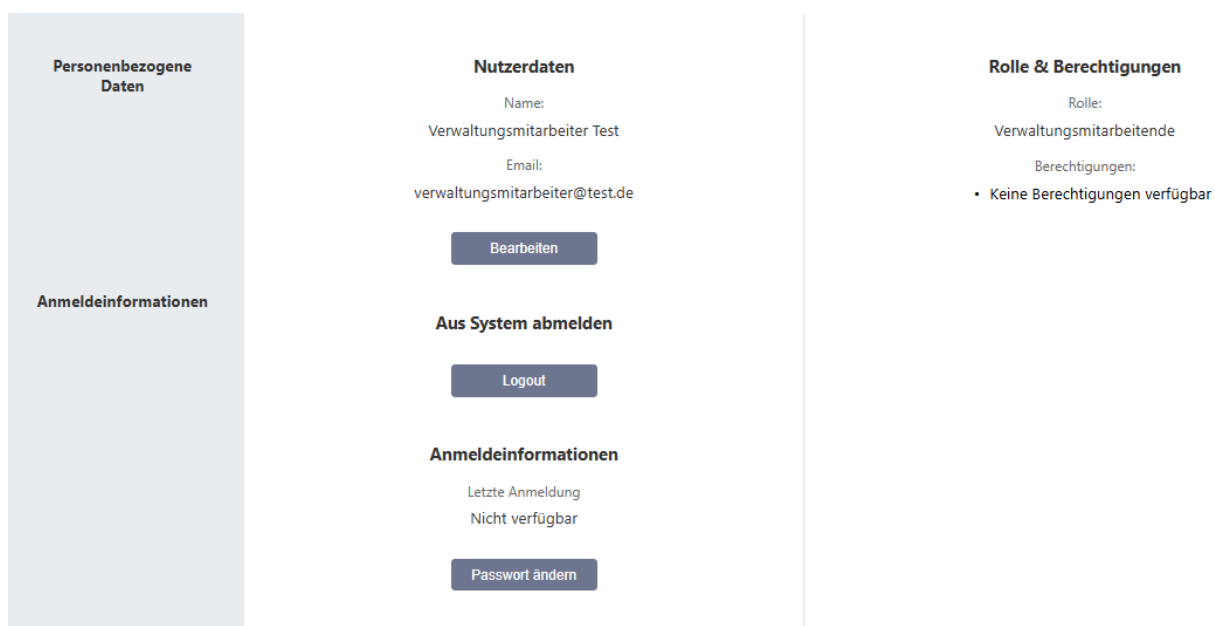 Personenbezogene
Daten
Anmeldeinformationen
Nutzerdaten
Name:
Verwaltungsmitarbeiter Test
Email:
verwaltungsmitarbeiter@test.de
Bearbeiten
Aus System abmelden
Logout
Anmeldeinformationen
Letzte Anmeldung
Nicht verfügbar
Passwort ändern
Rolle & Berechtigungen
Rolle:
Verwaltungsmitarbeitende
Berechtigungen:
• Keine Berechtigungen verfügbar